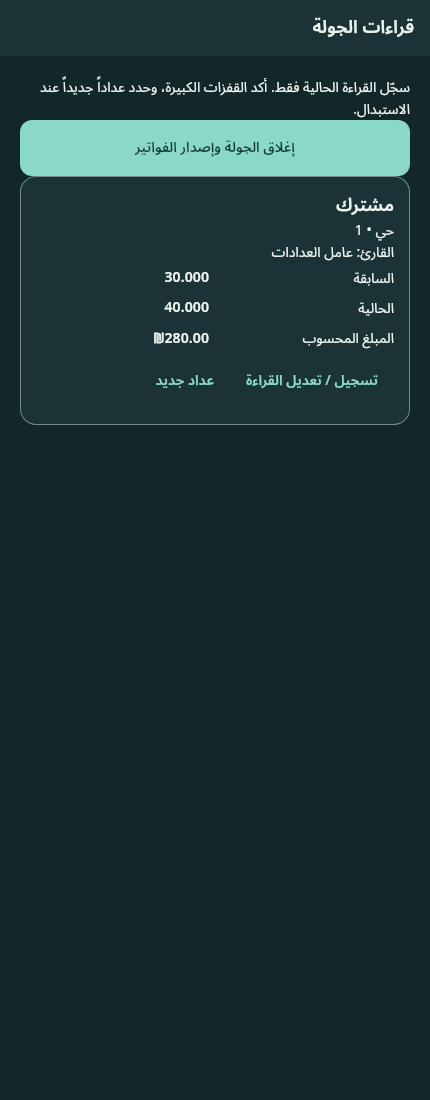 قراءات الجولة
سجّل القراءة الحالية فقط. أكد القفزات الكبيرة، وحدد عداداً جديداً عند
الاستبدال.
إغلاق الجولة وإصدار الفواتير
مشترك
حي • 1
القارئ: عامل العدادات
السابقة 30.000
الحالية 40.000
المبلغ المحسوب ₪280.00
تسجيل / تعديل القراءة عداد جديد